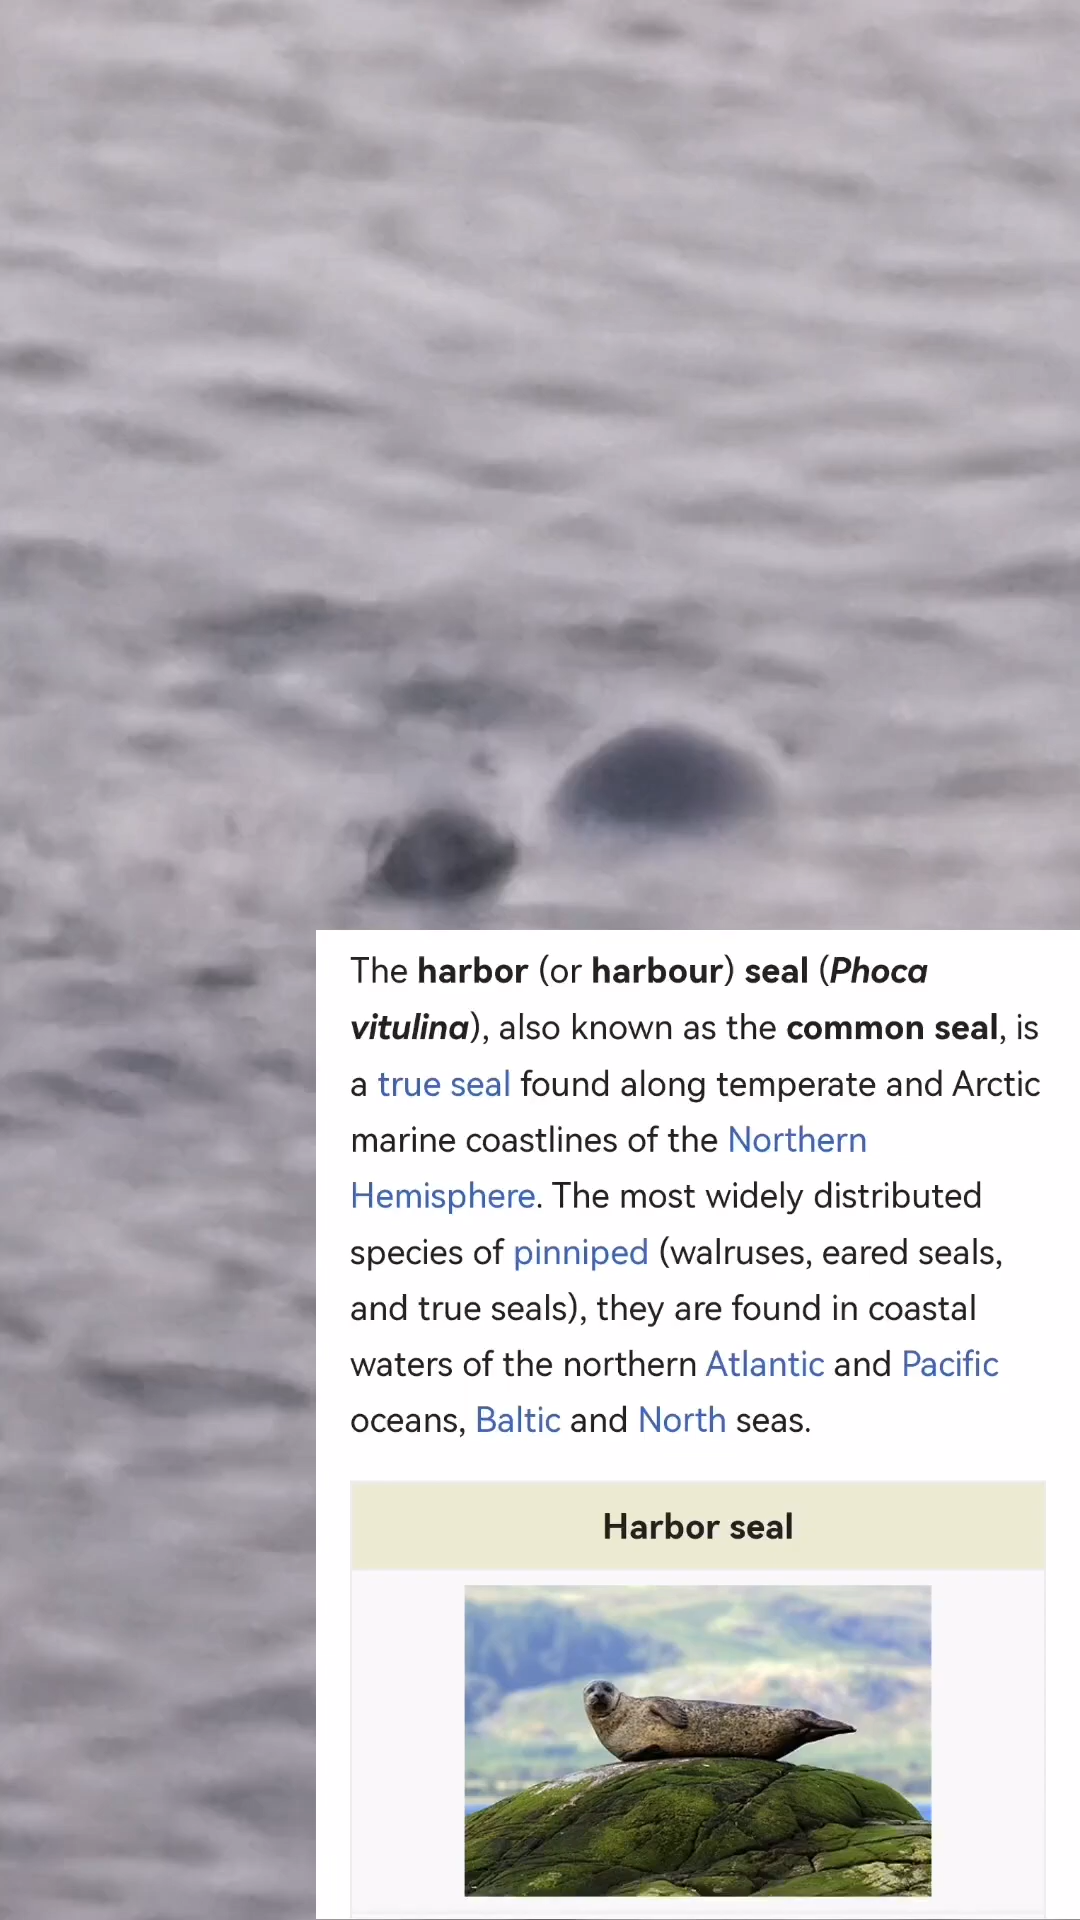 The harbor (or harbour) seal (Phoca
vitulina), also known as the common seal, is
a true seal found along temperate and Arctic
marine coastlines of the Northern
Hemisphere. The most widely distributed
species of pinniped (walruses, eared seals,
and true seals), they are found in coastal
waters of the northern Atlantic and Pacific
oceans, Baltic and North seas.
Harbor seal